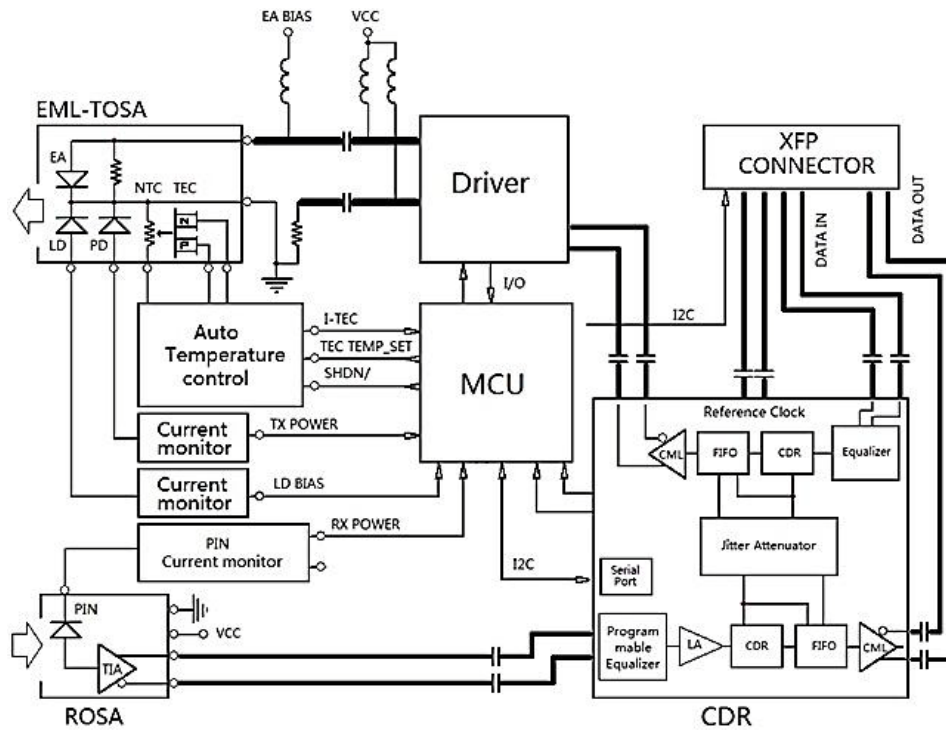 EA BIAS
VCC
EML-TOSA
EA
NTC TEC
LD
PD
N
P
Driver
XFP
CONNECTOR
DATA IN
DATA OUT
I/O
I2C
Auto
Temperature
control
I-TEC
TEC TEMP_SET
SHDN/
MCU
Current
monitor
TX POWER
Current
monitor
LD BIAS
PIN
Current monitor
RX POWER
I2C
Reference Clock
CML
FIFO
CDR
Equalizer
Jitter Attenuator
Serial
Port
Program
mable
Equalizer
LA
CDR
FIFO
CML
PIN
VCC
TIA
ROSA
CDR